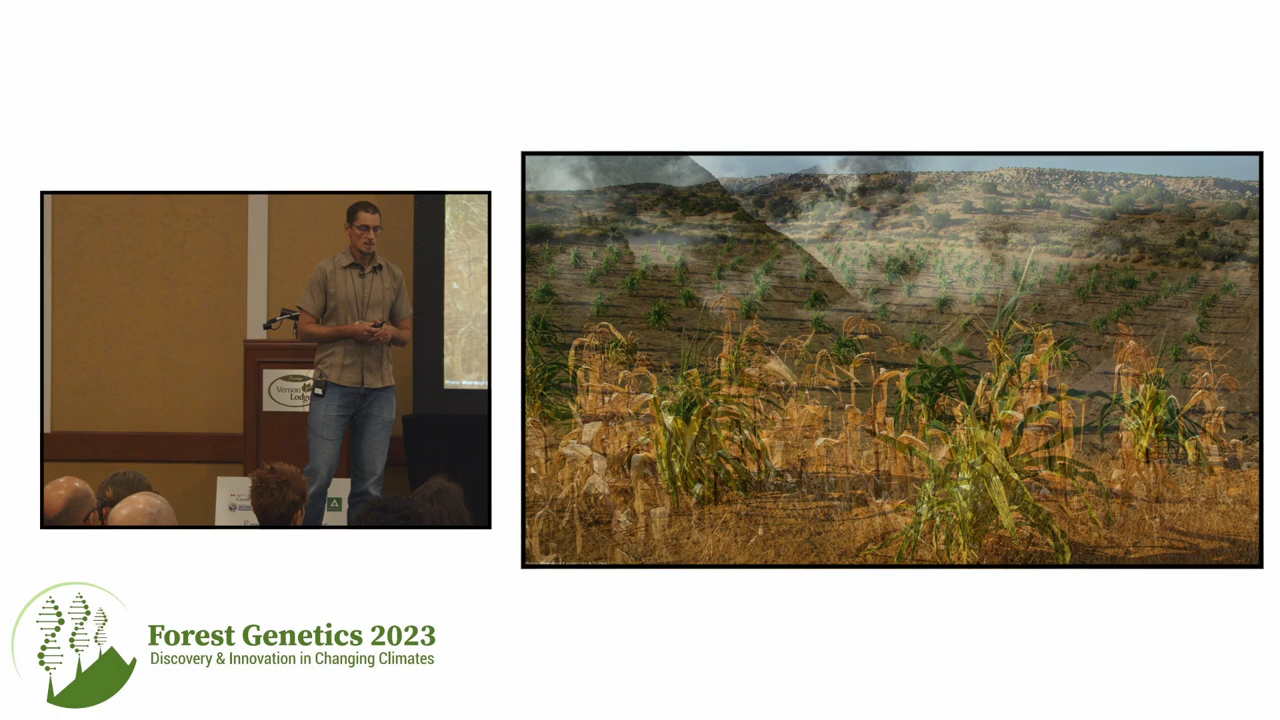 Vernon
Lodge
Forest Genetics 2023
Discovery & Innovation in Changing Climates